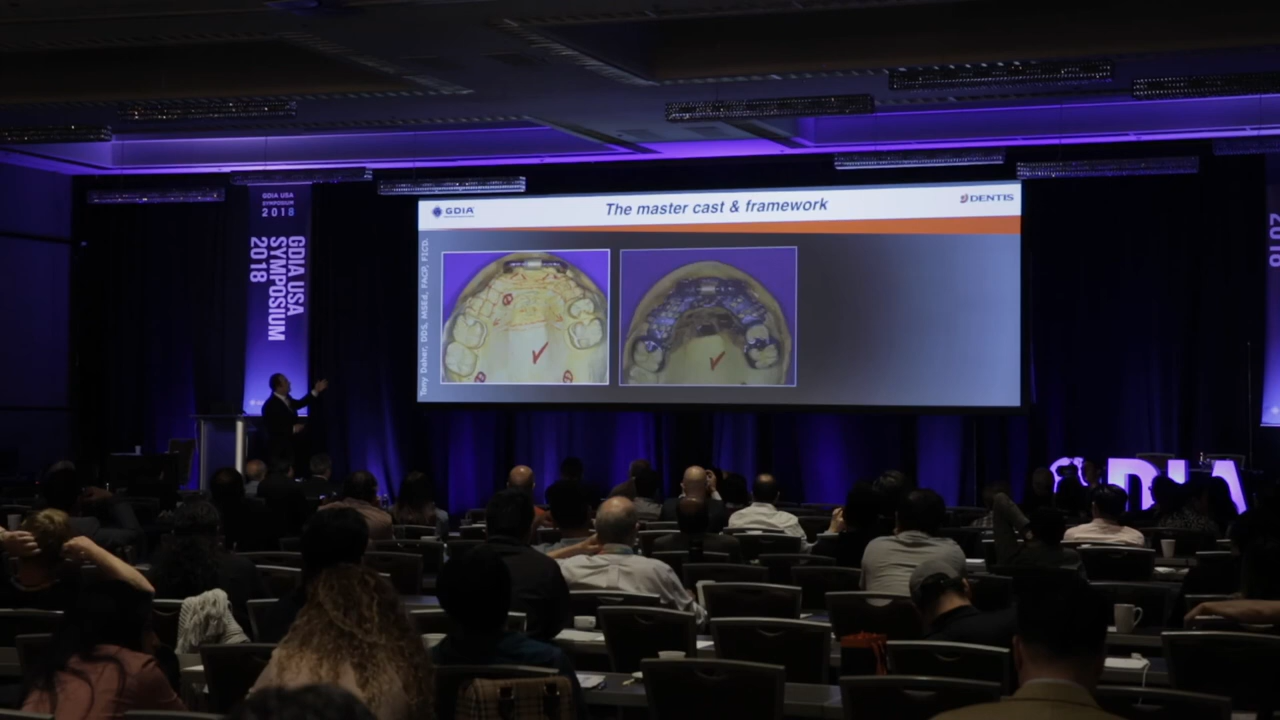 GDIA USA
SYMPOSIUM
2018
GDIA USA
SYMPOSIUM
2018
GDIA
The master cast & framework
DENTIS
Tony Daher, DDS, MSEd, FACP, FICD.
2018
GDIA